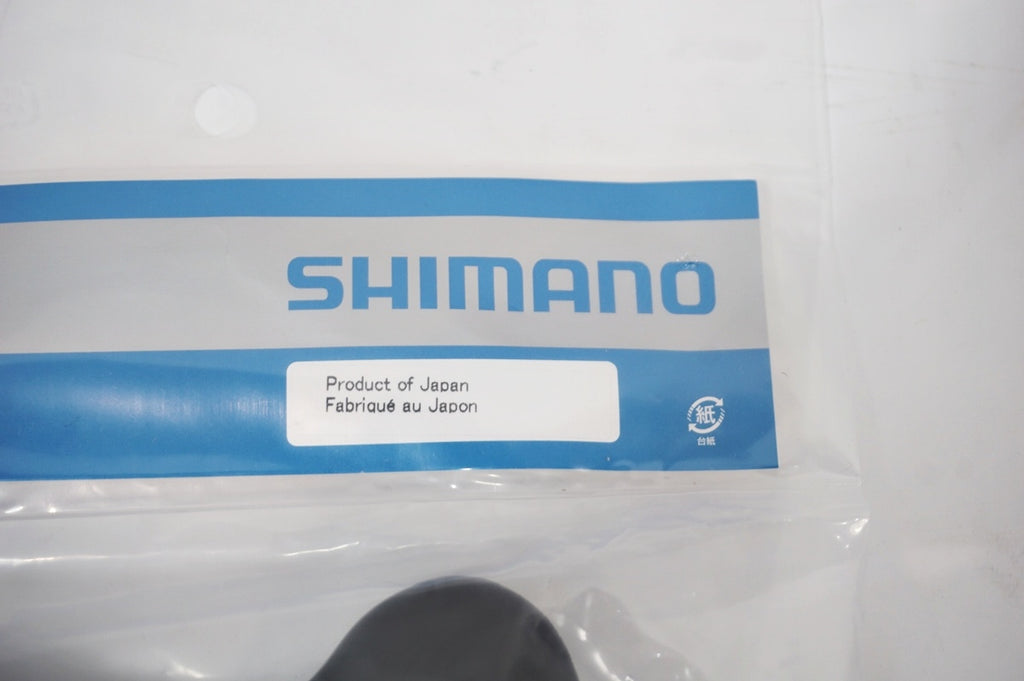 SHIMANO
Product of Japan
Fabriqué au Japon
紙
台紙